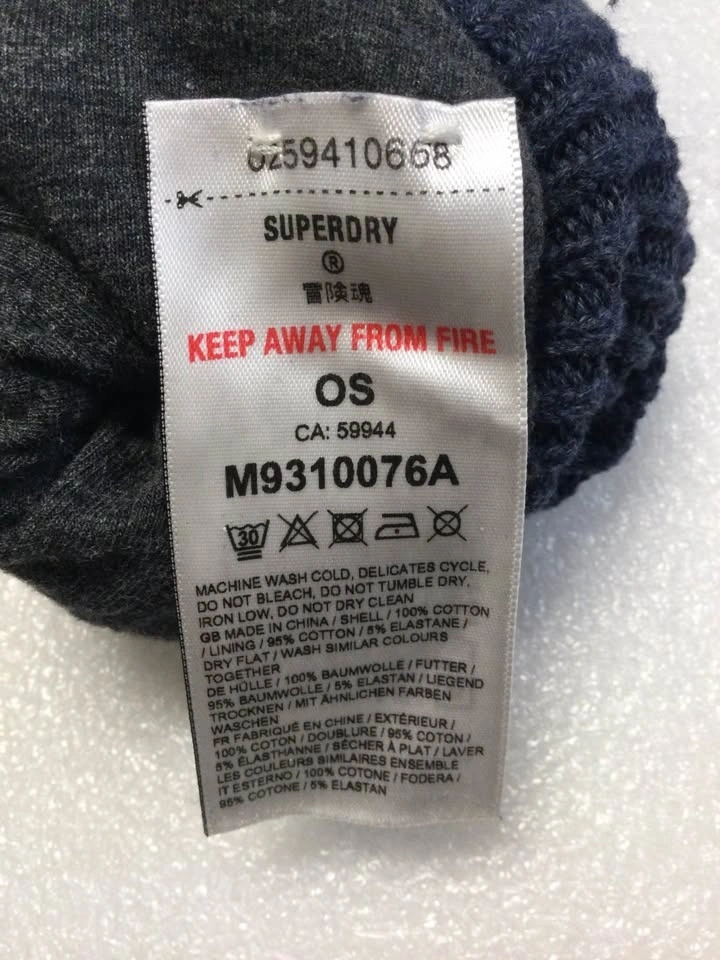 0259410668
SUPERDRY
®
冒険魂
KEEP AWAY FROM FIRE
OS
CA: 59944
M9310076A
30
MACHINE WASH COLD, DELICATES CYCLE,
DO NOT BLEACH, DO NOT TUMBLE DRY,
IRON LOW, DO NOT DRY CLEAN
GB MADE IN CHINA / SHELL / 100% COTTON
/ LINING / 95% COTTON / 5% ELASTANE /
DRY FLAT / WASH SIMILAR COLOURS
TOGETHER
DE HÜLLE / 100% BAUMWOLLE / FUTTER /
95% BAUMWOLLE / 5% ELASTAN / LIEGEND
TROCKNEN / MIT ÄHNLICHEN FARBEN
WASCHEN
FR FABRIQUÉ EN CHINE / EXTÉRIEUR /
100% COTON / DOUBLURE / 95% COTON /
5% ÉLASTHANNE / SÉCHER À PLAT / LAVER
LES COULEURS SIMILAIRES ENSEMBLE
IT ESTERNO / 100% COTONE / FODERA /
95% COTONE / 5% ELASTAN